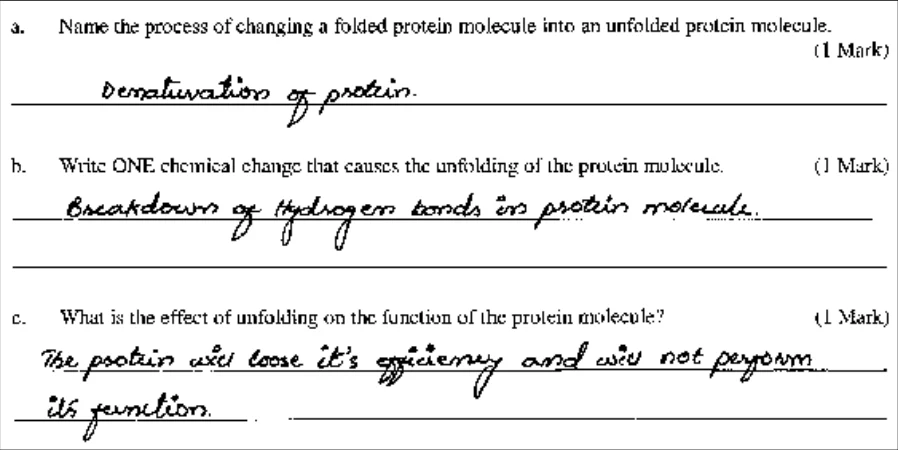 a. Name the process of changing a folded protein molecule into an unfolded protein molecule.
(1 Mark)
Denaturation of protein.
b. Write ONE chemical change that causes the unfolding of the protein molecule. (1 Mark)
Breakdown of Hydrogen bonds in protein molecule.
c. What is the effect of unfolding on the function of the protein molecule? (1 Mark)
The protein will loose it's efficiency and will not perform
its function.